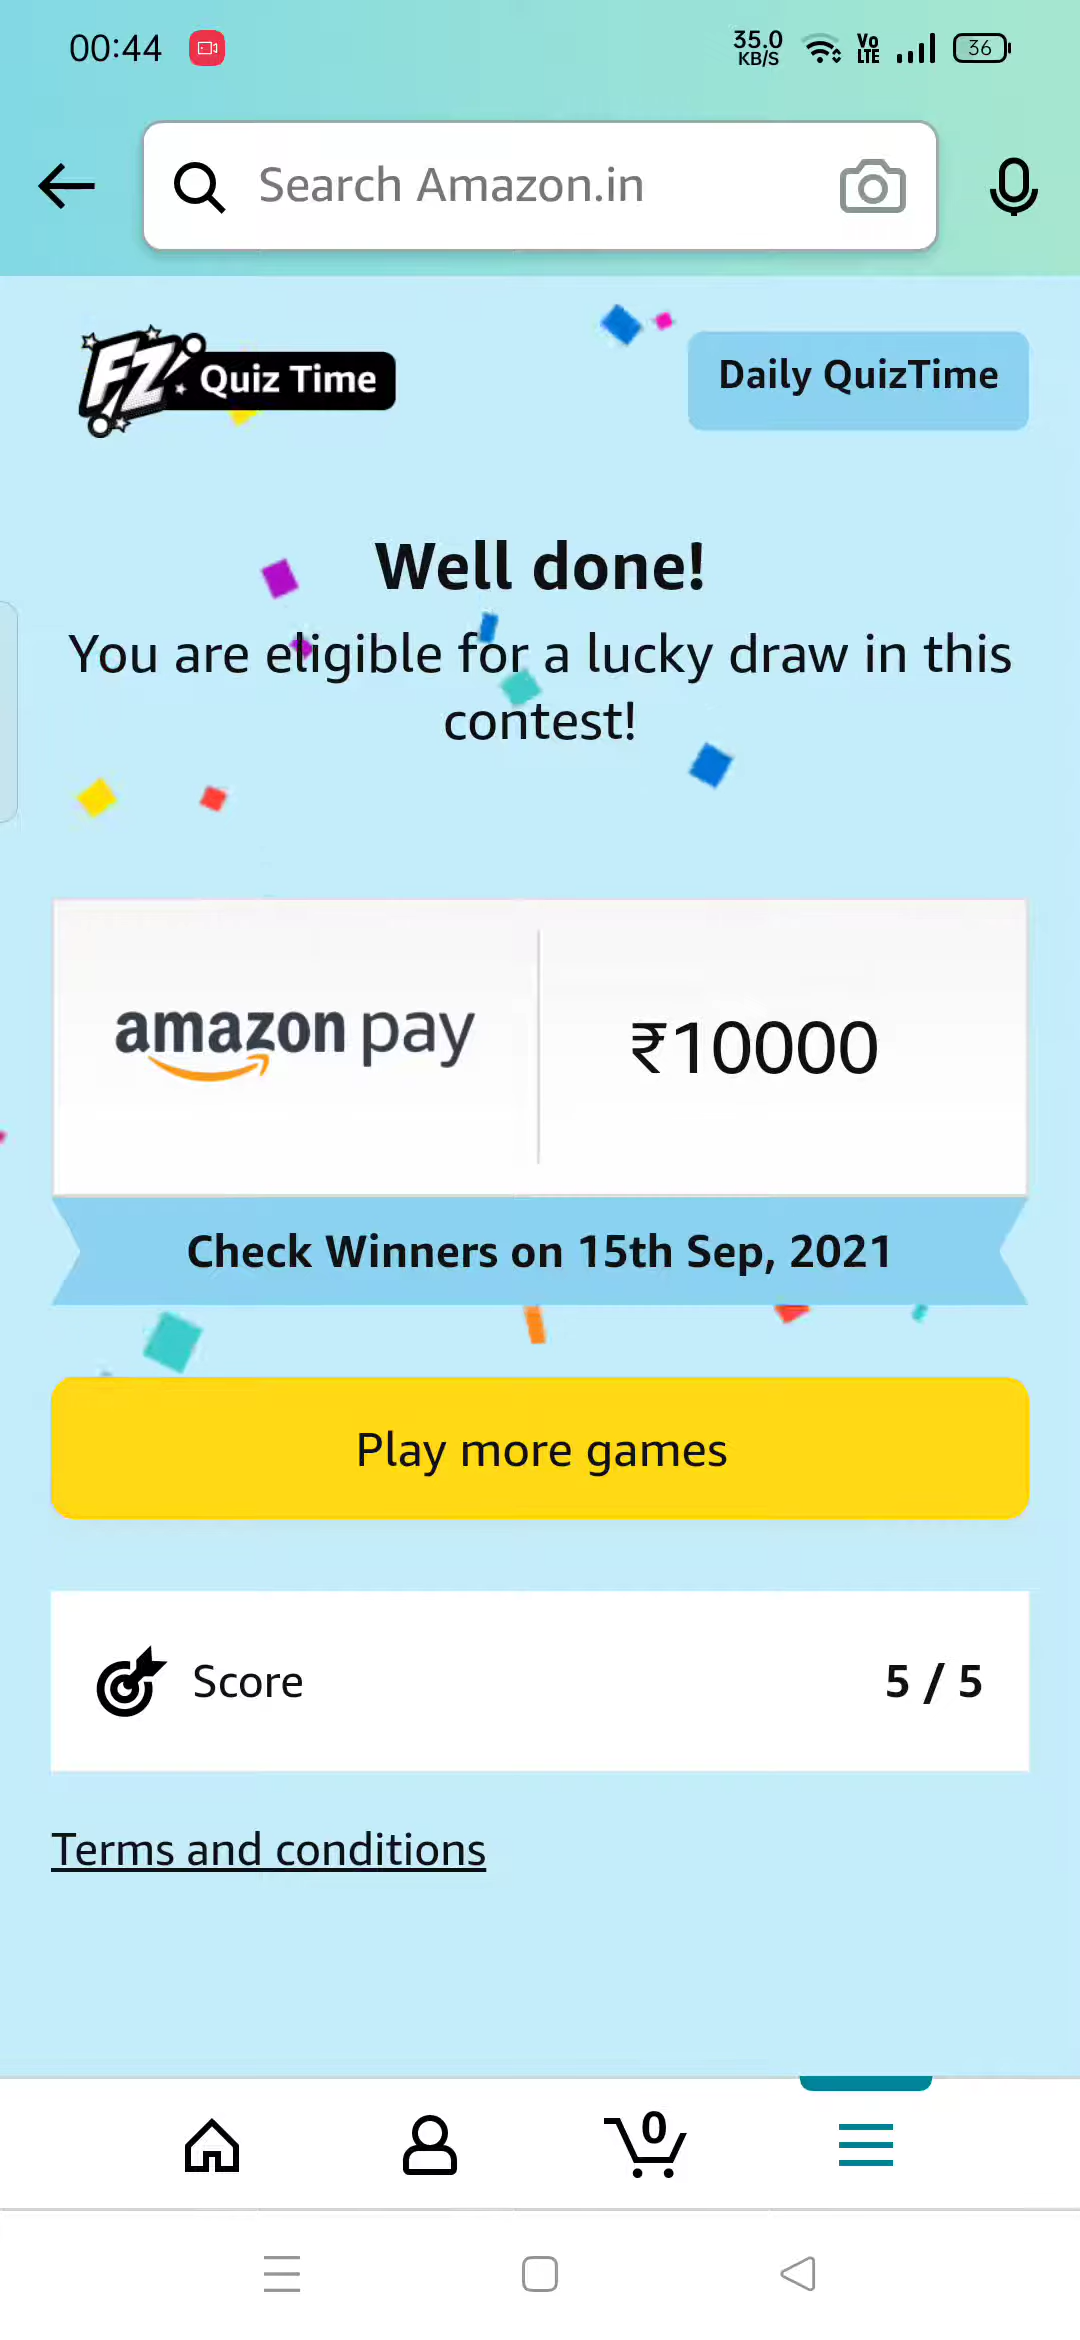 00:44
35.0
KB/S
Vo
LTE
36
Search Amazon.in
FZ Quiz Time
Daily QuizTime
Well done!
You are eligible for a lucky draw in this
contest!
amazon pay
₹10000
Check Winners on 15th Sep, 2021
Play more games
Score
5 / 5
Terms and conditions
0